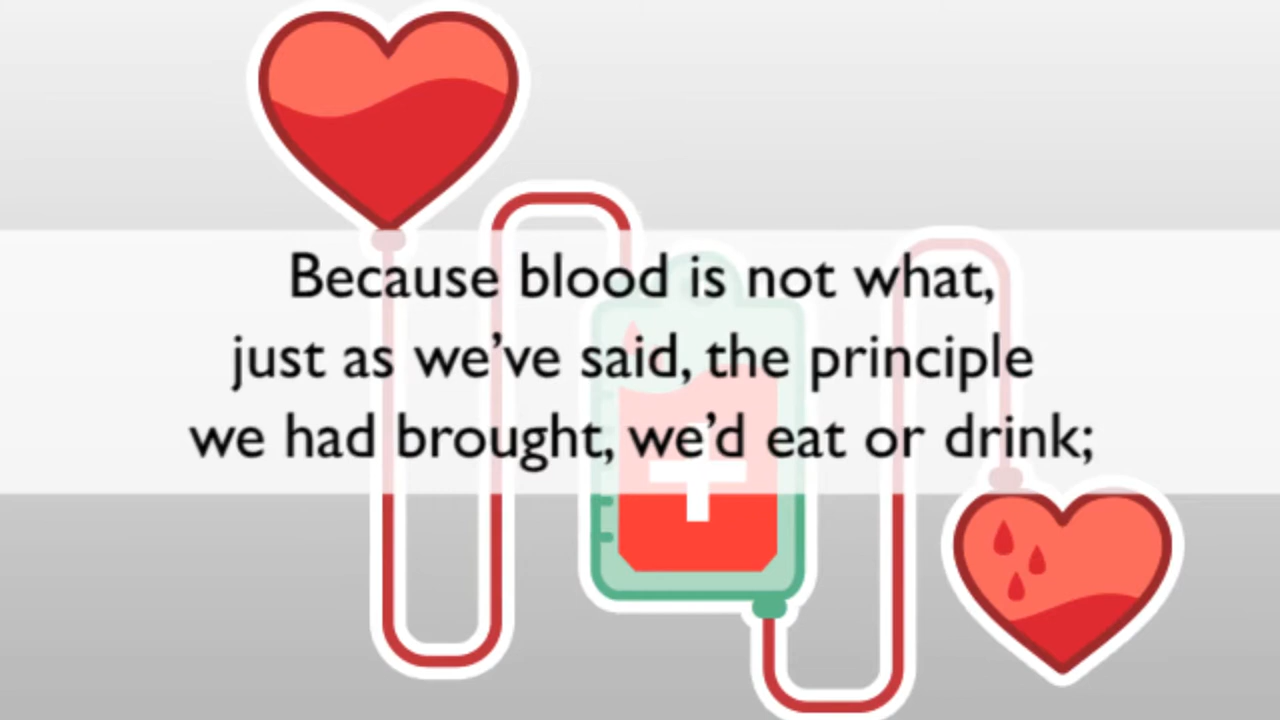 Because blood is not what,
just as we’ve said, the principle
we had brought, we’d eat or drink;